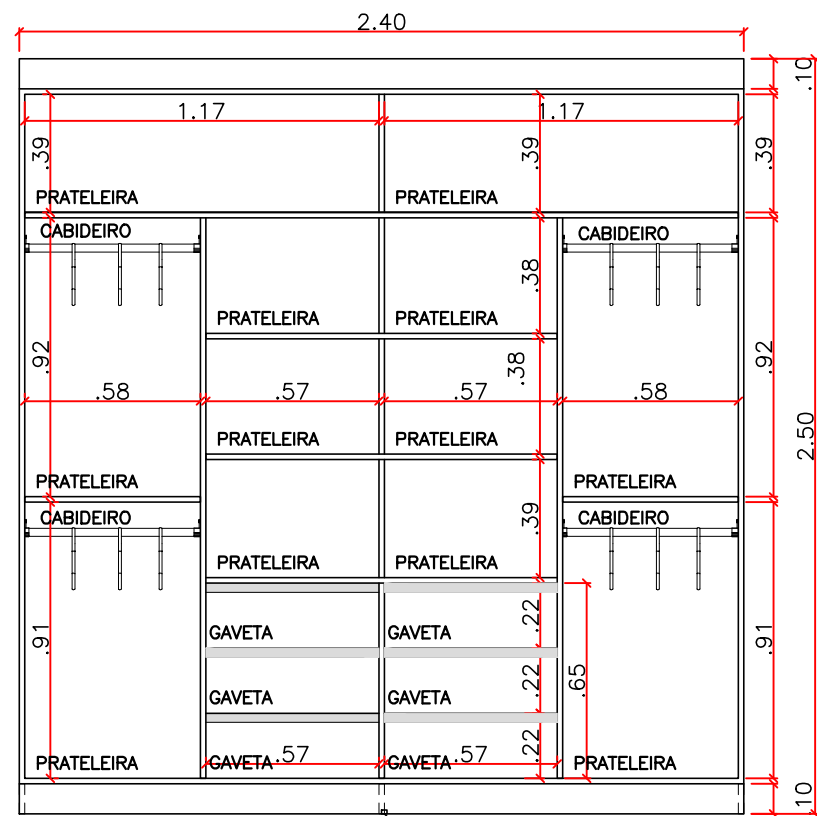 2.40
.10
1.17 1.17
.39 .39 .39
PRATELEIRA PRATELEIRA
CABIDEIRO CABIDEIRO
.38
PRATELEIRA PRATELEIRA
.92 .38 .92
.58 .57 .57 .58
2.50
PRATELEIRA PRATELEIRA
PRATELEIRA PRATELEIRA
CABIDEIRO CABIDEIRO
.39
PRATELEIRA PRATELEIRA
.22
GAVETA GAVETA
.91 .91
.22 .65
GAVETA GAVETA
.22
.57 .57
PRATELEIRA GAVETA GAVETA PRATELEIRA
.10